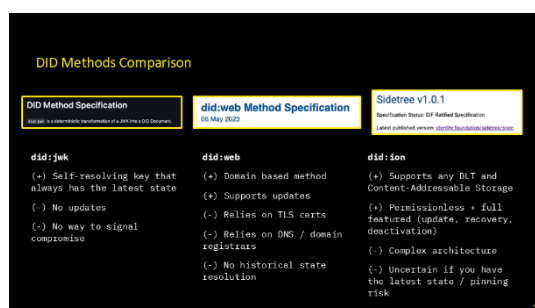 DID Methods Comparison
DID Method Specification
did:jwk is a deterministic transformation of a JWK into a DID Document.
did:web Method Specification
06 May 2023
Sidetree v1.0.1
Specification Status: DIF Ratified Specification
Latest published version: identity.foundation/sidetree/spec
did:jwk
(+) Self-resolving key that
always has the latest state
(-) No updates
(-) No way to signal
compromise
did:web
(+) Domain based method
(+) Supports updates
(-) Relies on TLS certs
(-) Relies on DNS / domain
registrars
(-) No historical state
resolution
did:ion
(+) Supports any DLT and
Content-Addressable Storage
(+) Permissionless + full
featured (update, recovery,
deactivation)
(-) Complex architecture
(-) Uncertain if you have
the latest state / pinning
risk